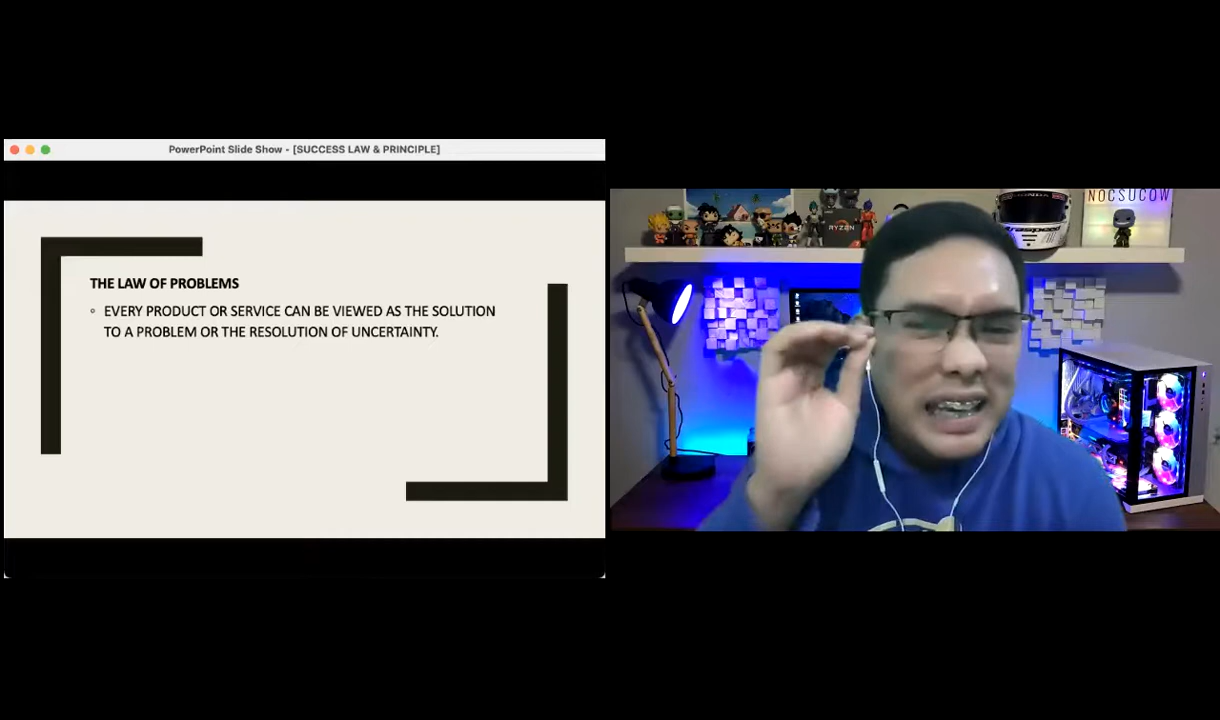 PowerPoint Slide Show - [SUCCESS LAW & PRINCIPLE]
THE LAW OF PROBLEMS
◦ EVERY PRODUCT OR SERVICE CAN BE VIEWED AS THE SOLUTION
TO A PROBLEM OR THE RESOLUTION OF UNCERTAINTY.
NOCSUCOW
RYZEN